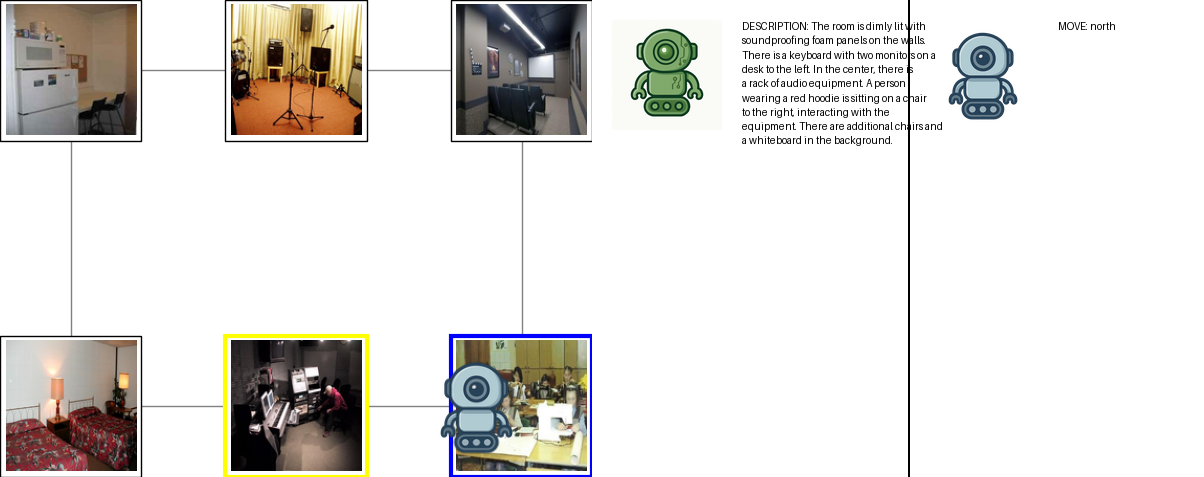 DESCRIPTION: The room is dimly lit with
soundproofing foam panels on the walls.
There is a keyboard with two monitors on a
desk to the left. In the center, there is
a rack of audio equipment. A person
wearing a red hoodie is sitting on a chair
to the right, interacting with the
equipment. There are additional chairs and
a whiteboard in the background.
MOVE: north